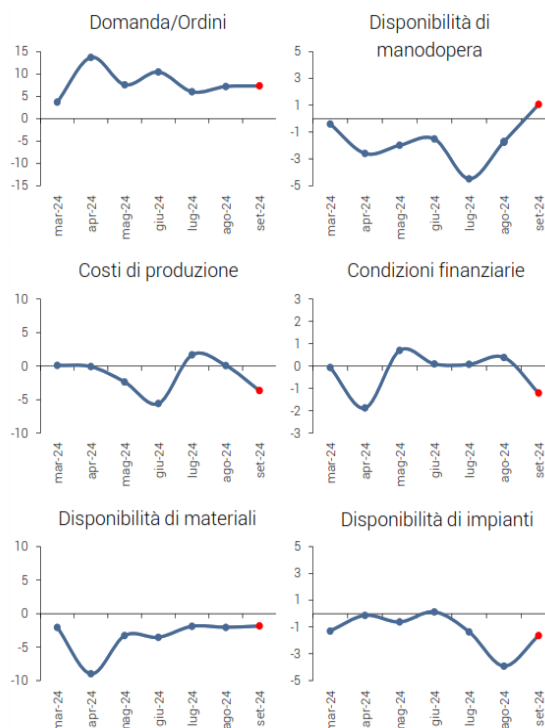 Domanda/Ordini
15
10
5
0
5
10
15
mar-24
apr-24
mag-24
giu-24
lug-24
ago-24
set-24
Disponibilità di
manodopera
5
3
1
-1
-3
-5
mar-24
apr-24
mag-24
giu-24
lug-24
ago-24
set-24
Costi di produzione
10
5
0
-5
-10
mar-24
apr-24
mag-24
giu-24
lug-24
ago-24
set-24
Condizioni finanziarie
3
2
1
0
-1
-2
-3
mar-24
apr-24
mag-24
giu-24
lug-24
ago-24
set-24
Disponibilità di materiali
10
5
0
-5
-10
mar-24
apr-24
mag-24
giu-24
lug-24
ago-24
set-24
Disponibilità di impianti
5
3
1
-1
-3
-5
mar-24
apr-24
mag-24
giu-24
lug-24
ago-24
set-24